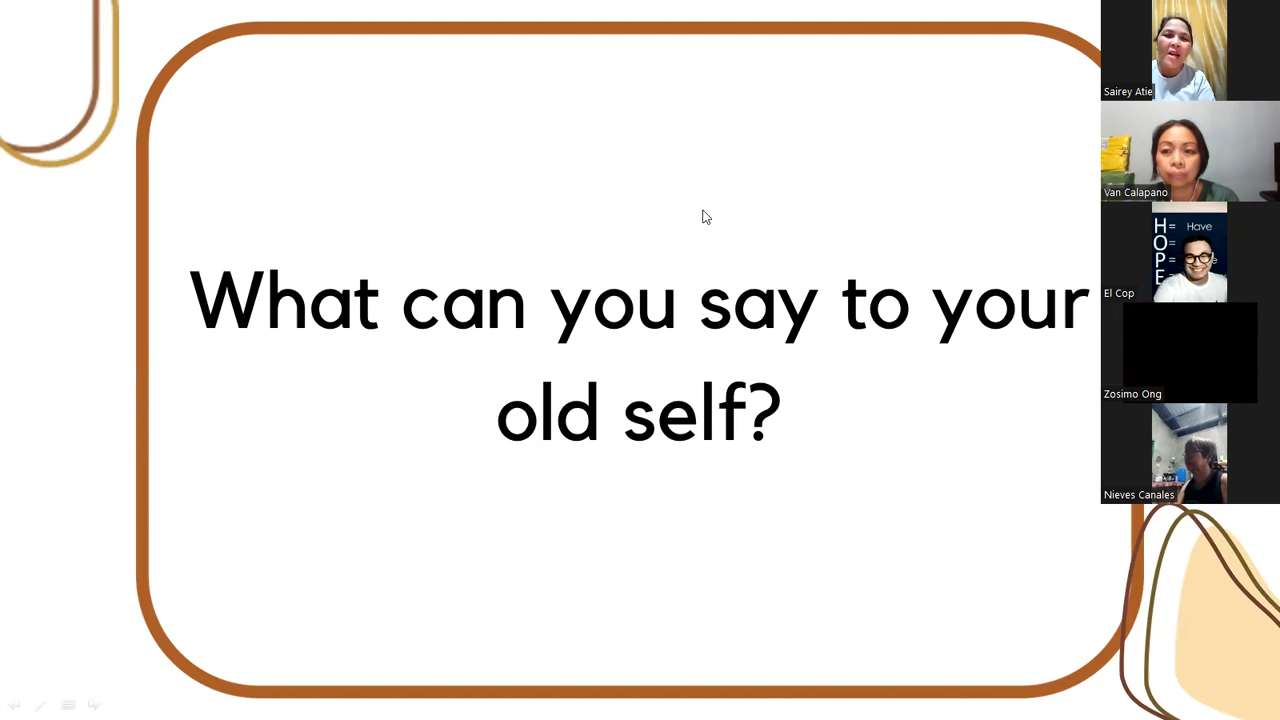 What can you say to your
old self?
Sairey Atie
Van Calapano
H= Have
O=
P= e
E=
El Cop
Zosimo Ong
Nieves Canales